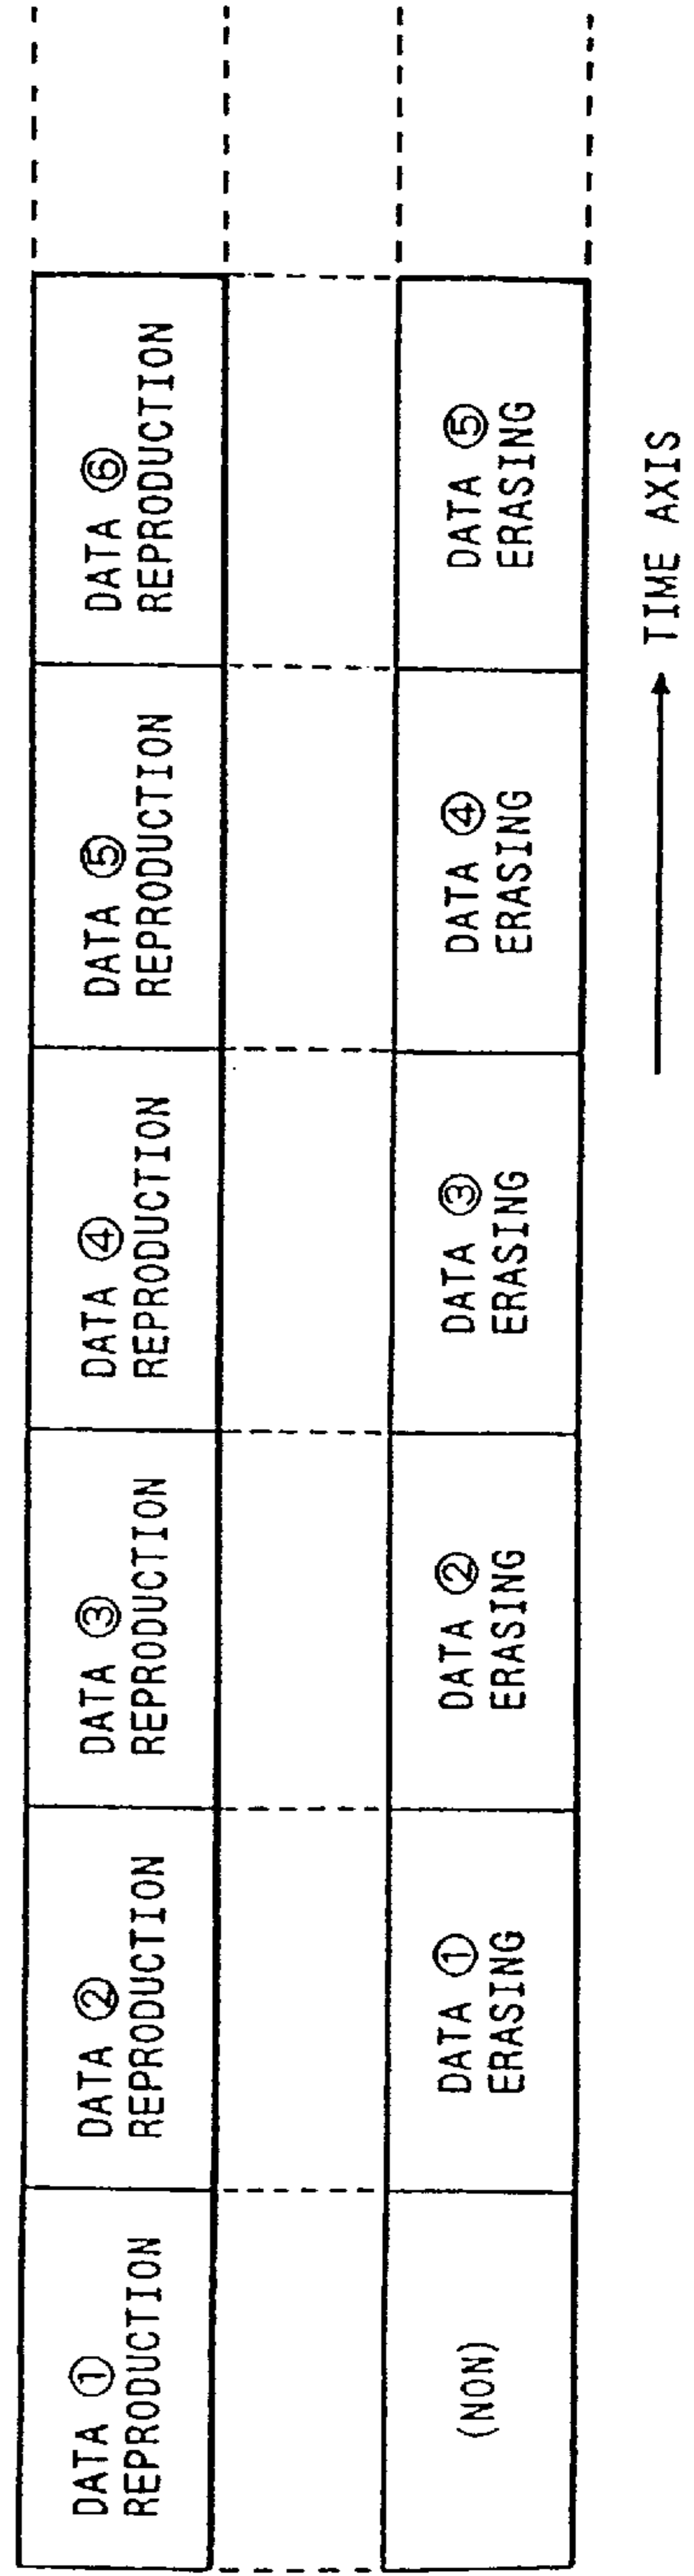 DATA ①
REPRODUCTION
DATA ②
REPRODUCTION
DATA ③
REPRODUCTION
DATA ④
REPRODUCTION
DATA ⑤
REPRODUCTION
DATA ⑥
REPRODUCTION
(NON)
DATA ①
ERASING
DATA ②
ERASING
DATA ③
ERASING
DATA ④
ERASING
DATA ⑤
ERASING
TIME AXIS